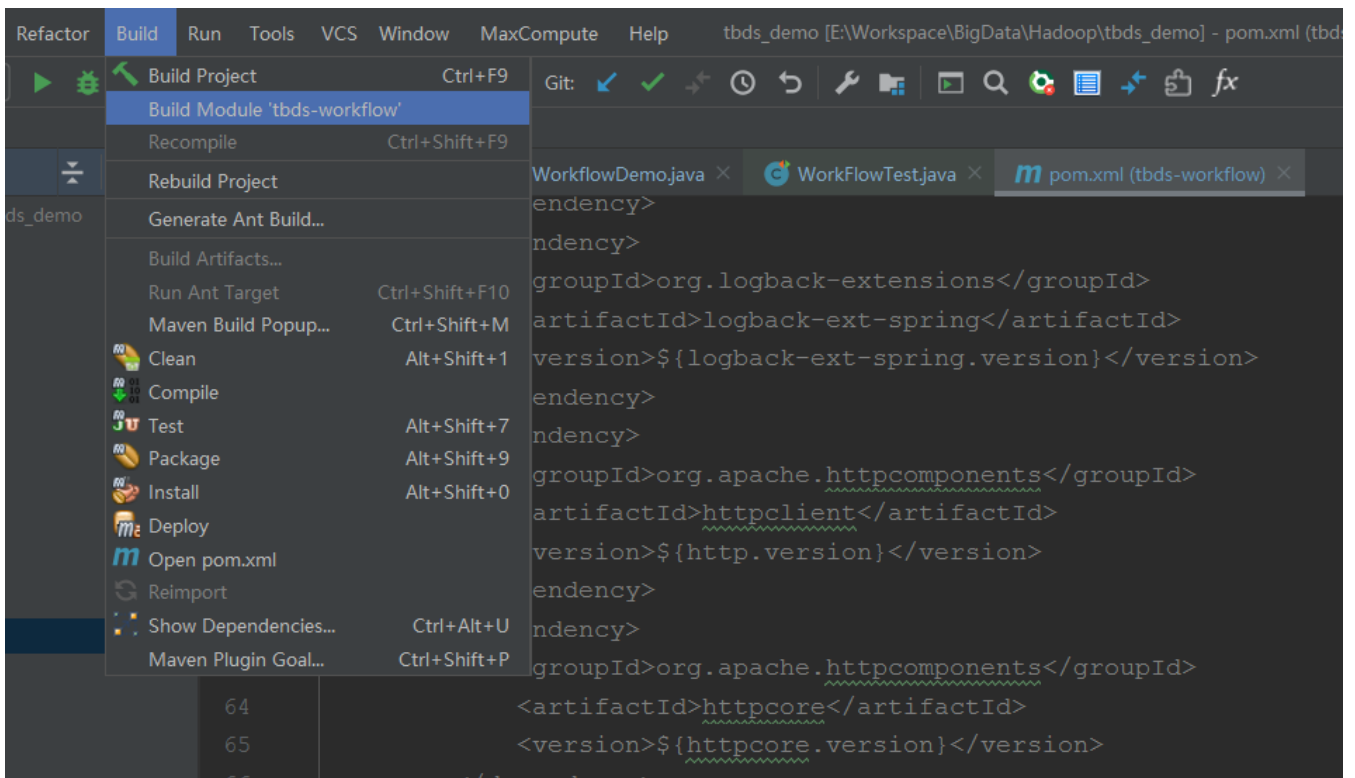 Refactor Build Run Tools VCS Window MaxCompute Help tbds_demo [E:\Workspace\BigData\Hadoop\tbds_demo] - pom.xml (tbds
Build Project Ctrl+F9
Git:
fx
Build Module 'tbds-workflow'
Recompile Ctrl+Shift+F9
WorkflowDemo.java
WorkFlowTest.java
pom.xml (tbds-workflow)
Rebuild Project
ds_demo
Generate Ant Build...
Build Artifacts...
Run Ant Target Ctrl+Shift+F10
Maven Build Popup... Ctrl+Shift+M
Clean Alt+Shift+1
Compile
Test Alt+Shift+7
Package Alt+Shift+9
Install Alt+Shift+0
Deploy
Open pom.xml
Reimport
Show Dependencies... Ctrl+Alt+U
Maven Plugin Goal... Ctrl+Shift+P
endency>
ndency>
groupId>org.logback-extensions</groupId>
artifactId>logback-ext-spring</artifactId>
version>${logback-ext-spring.version}</version>
endency>
ndency>
groupId>org.apache.httpcomponents</groupId>
artifactId>httpclient</artifactId>
version>${http.version}</version>
endency>
ndency>
groupId>org.apache.httpcomponents</groupId>
64 <artifactId>httpcore</artifactId>
65 <version>${httpcore.version}</version>